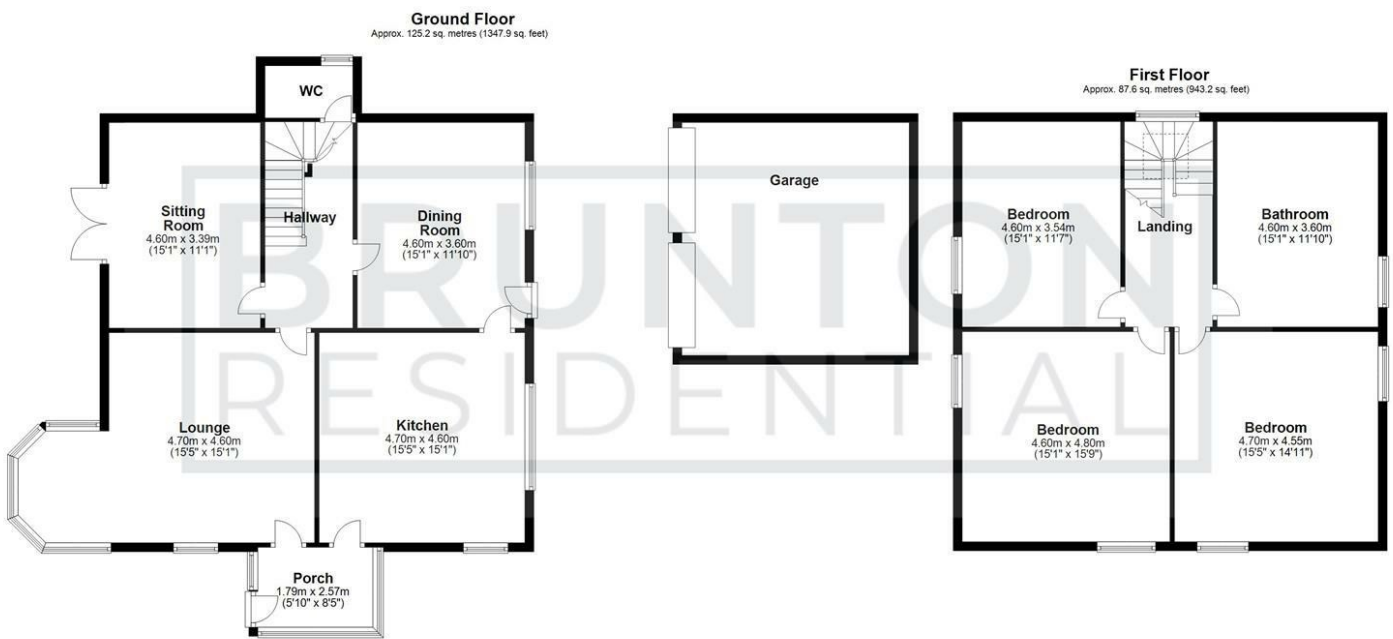 Ground Floor
Approx. 125.2 sq. metres (1347.9 sq. feet)
WC
Sitting
Room
4.60m x 3.39m
(15'1" x 11'1")
Hallway
Dining
Room
4.60m x 3.60m
(15'1" x 11'10")
Lounge
4.70m x 4.60m
(15'5" x 15'1")
Kitchen
4.70m x 4.60m
(15'5" x 15'1")
Porch
1.79m x 2.57m
(5'10" x 8'5")
Garage
First Floor
Approx. 87.6 sq. metres (943.2 sq. feet)
Bedroom
4.60m x 3.54m
(15'1" x 11'7")
Landing
Bathroom
4.60m x 3.60m
(15'1" x 11'10")
Bedroom
4.60m x 4.80m
(15'1" x 15'9")
Bedroom
4.70m x 4.55m
(15'5" x 14'11")
BRUNTON
RESIDENTIAL